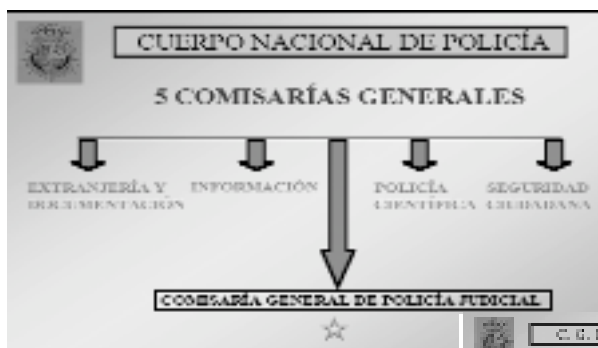 CUERPO NACIONAL DE POLICÍA
5 COMISARÍAS GENERALES
EXTRANJERÍA Y DOCUMENTACIÓN
INFORMACIÓN
POLICÍA CIENTÍFICA
SEGURIDAD CIUDADANA
COMISARÍA GENERAL DE POLICÍA JUDICIAL
C. G.